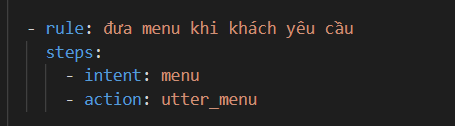 - rule: đưa menu khi khách yêu cầu
steps:
- intent: menu
- action: utter_menu